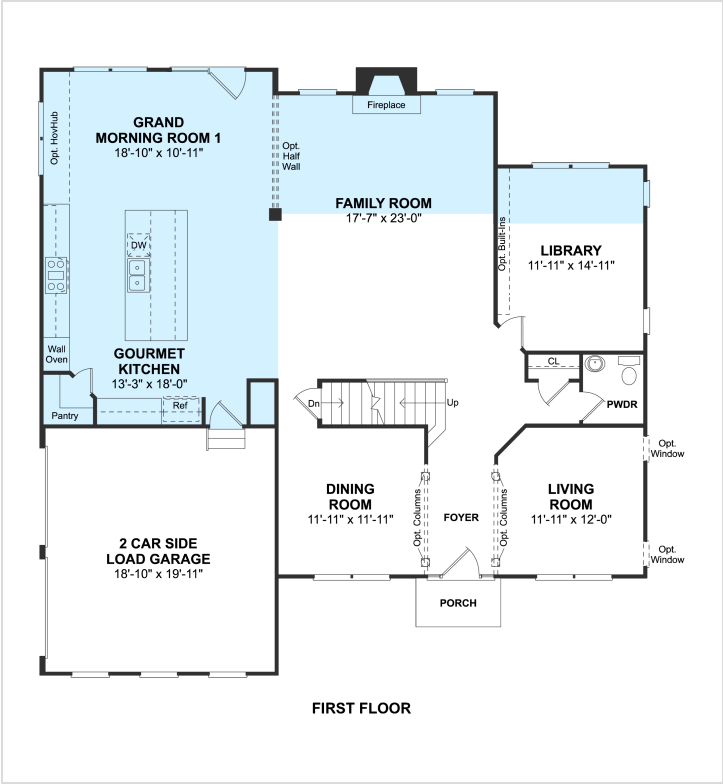 GRAND
MORNING ROOM 1
18'-10" x 10'-11"
Opt. HovHub
Fireplace
Opt.
Half
Wall
FAMILY ROOM
17'-7" x 23'-0"
Opt. Built-Ins
LIBRARY
11'-11" x 14'-11"
DW
Wall
Oven
GOURMET
KITCHEN
13'-3" x 18'-0"
Pantry
Ref
CL
PWDR
Dn
Up
Opt.
Window
DINING
ROOM
11'-11" x 11'-11"
Opt. Columns
FOYER
Opt. Columns
LIVING
ROOM
11'-11" x 12'-0"
2 CAR SIDE
LOAD GARAGE
18'-10" x 19'-11"
Opt.
Window
PORCH
FIRST FLOOR